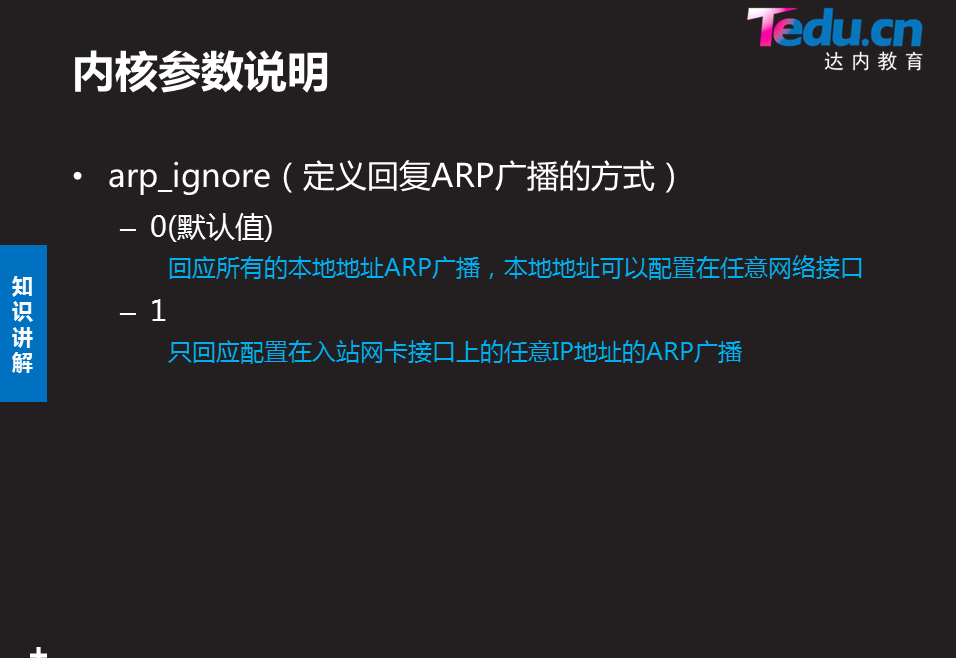 Tedu.cn
达内教育
内核参数说明
• arp_ignore（定义回复ARP广播的方式）
– 0(默认值)
回应所有的本地地址ARP广播，本地地址可以配置在任意网络接口
– 1
只回应配置在入站网卡接口上的任意IP地址的ARP广播
知
识
讲
解
+